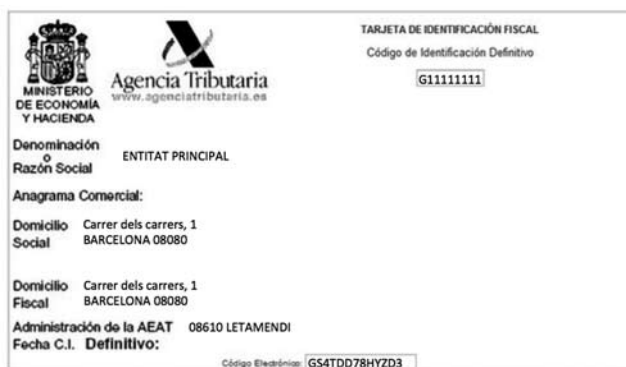 TARJETA DE IDENTIFICACIÓN FISCAL
Código de Identificación Definitivo
G11111111
MINISTERIO
DE ECONOMÍA
Y HACIENDA
Agencia Tributaria
www.agenciatributaria.es
Denominación
o
Razón Social
ENTITAT PRINCIPAL
Anagrama Comercial:
Domicilio Carrer dels carrers, 1
Social BARCELONA 08080
Domicilio Carrer dels carrers, 1
Fiscal BARCELONA 08080
Administración de la AEAT 08610 LETAMENDI
Fecha C.I. Definitivo:
Código Electrónico: GS4TDD78HYZD3